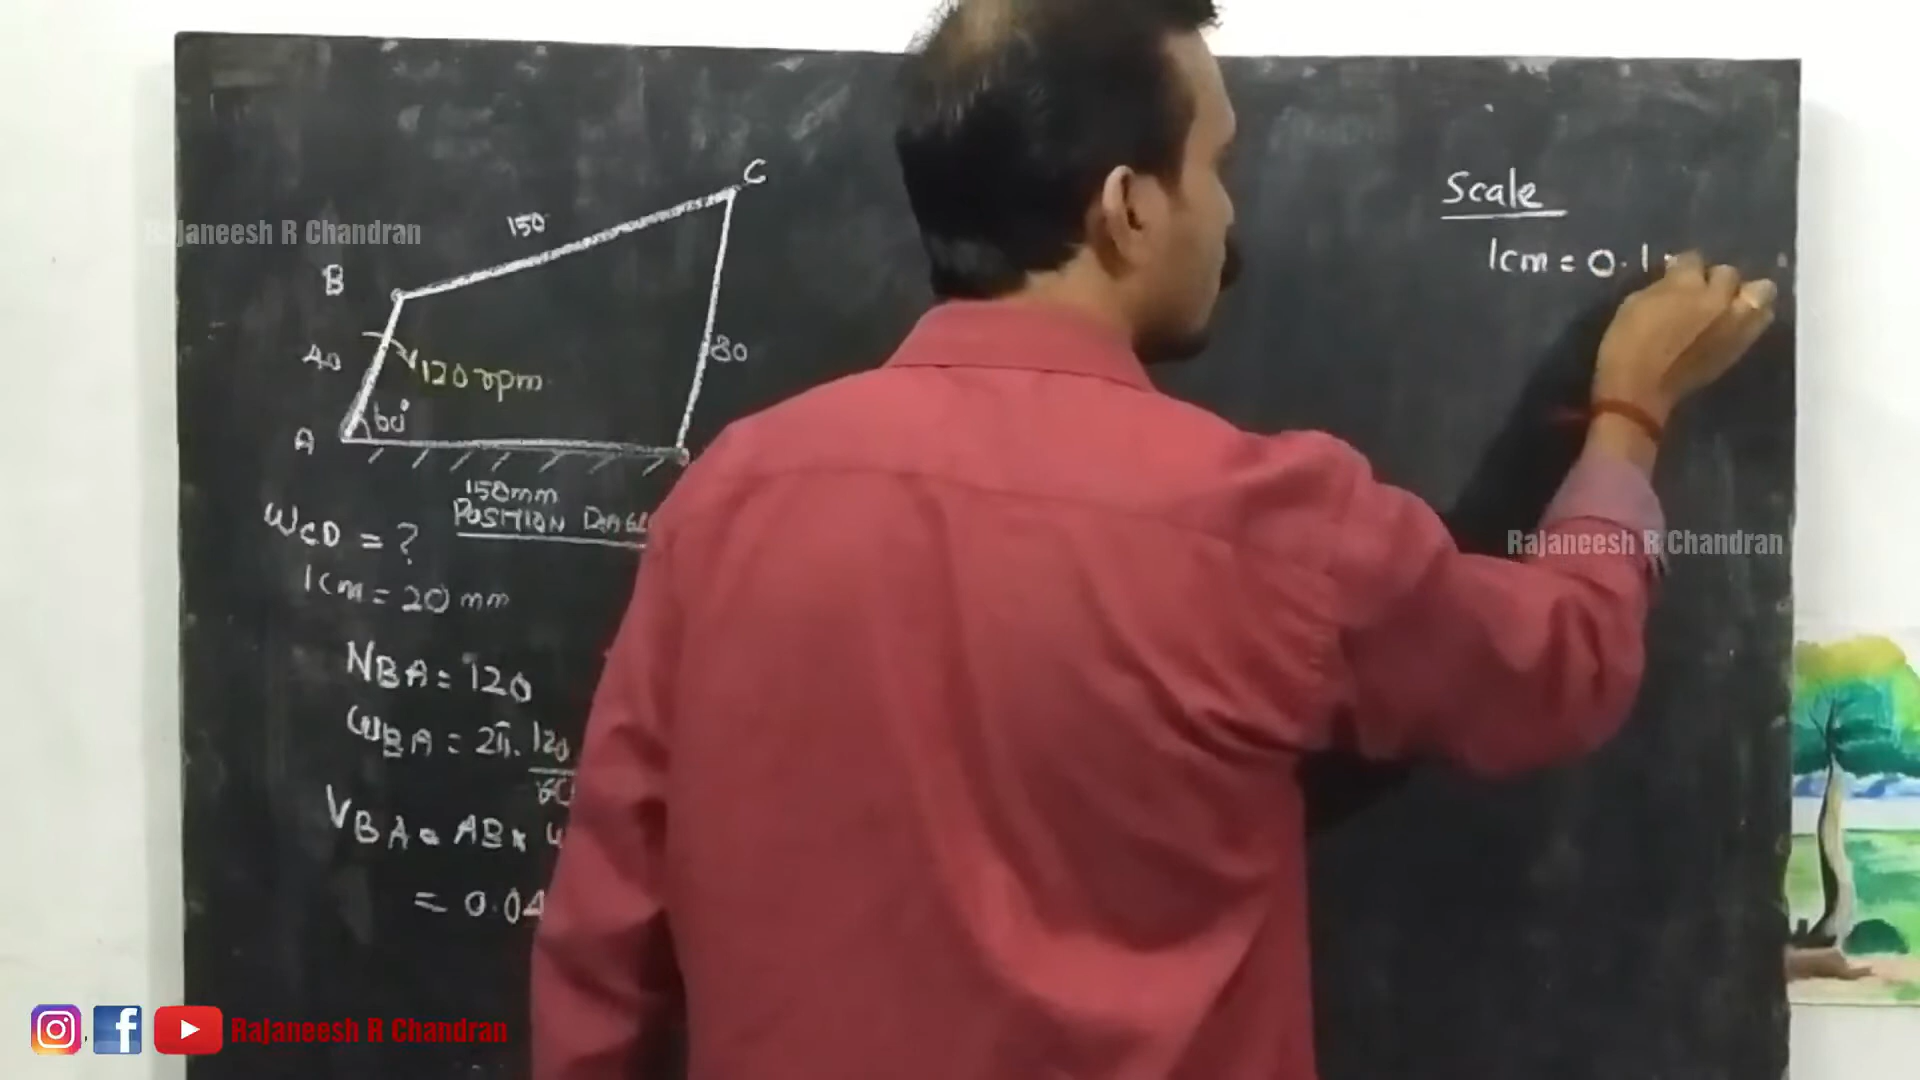 C
150
B
40
120 rpm
80
60°
A
150mm
POSITION
ωCD = ?
1cm = 20 mm
NBA = 120
ωBA = 2π. 120
VBA = AB ×
= 0.04
Scale
1cm = 0.1
Rajaneesh R Chandran
Rajaneesh R Chandran
Rajaneesh R Chandran